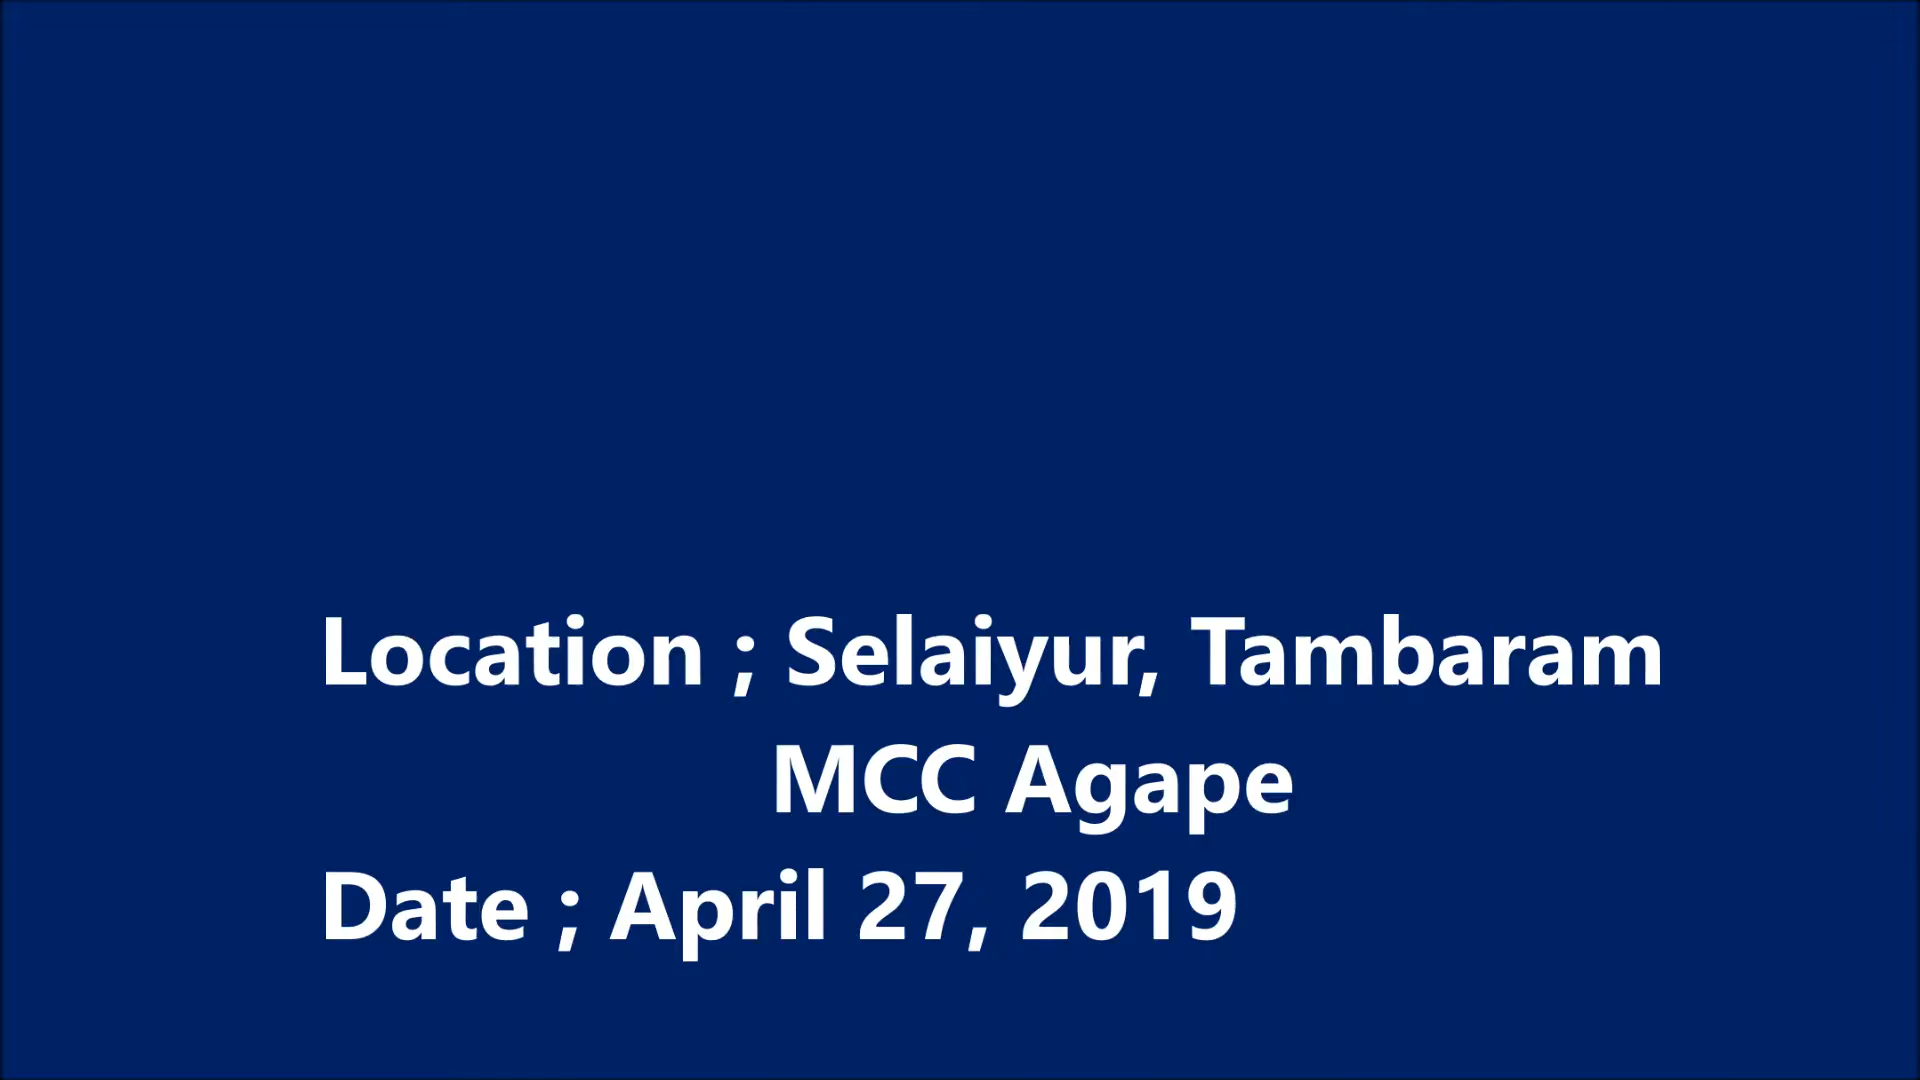 Location ; Selaiyur, Tambaram
MCC Agape
Date ; April 27, 2019